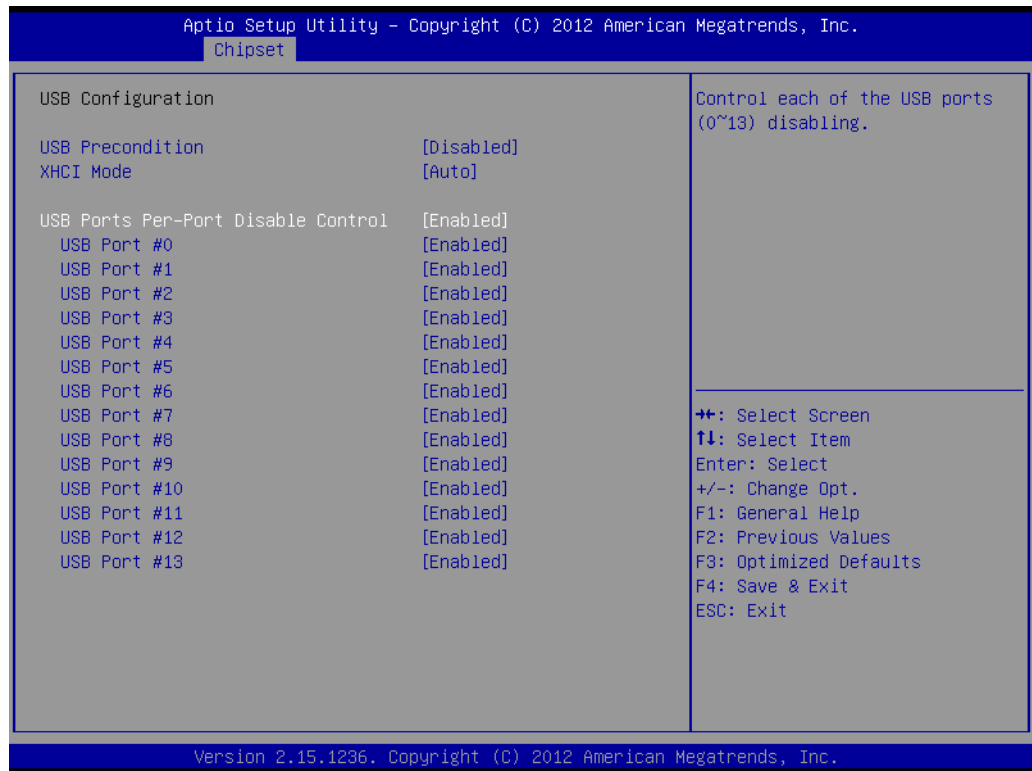 Aptio Setup Utility – Copyright (C) 2012 American Megatrends, Inc.
Chipset
USB Configuration
USB Precondition [Disabled]
XHCI Mode [Auto]
USB Ports Per-Port Disable Control [Enabled]
USB Port #0 [Enabled]
USB Port #1 [Enabled]
USB Port #2 [Enabled]
USB Port #3 [Enabled]
USB Port #4 [Enabled]
USB Port #5 [Enabled]
USB Port #6 [Enabled]
USB Port #7 [Enabled]
USB Port #8 [Enabled]
USB Port #9 [Enabled]
USB Port #10 [Enabled]
USB Port #11 [Enabled]
USB Port #12 [Enabled]
USB Port #13 [Enabled]
Control each of the USB ports
(0~13) disabling.
→←: Select Screen
↑↓: Select Item
Enter: Select
+/-: Change Opt.
F1: General Help
F2: Previous Values
F3: Optimized Defaults
F4: Save & Exit
ESC: Exit
Version 2.15.1236. Copyright (C) 2012 American Megatrends, Inc.